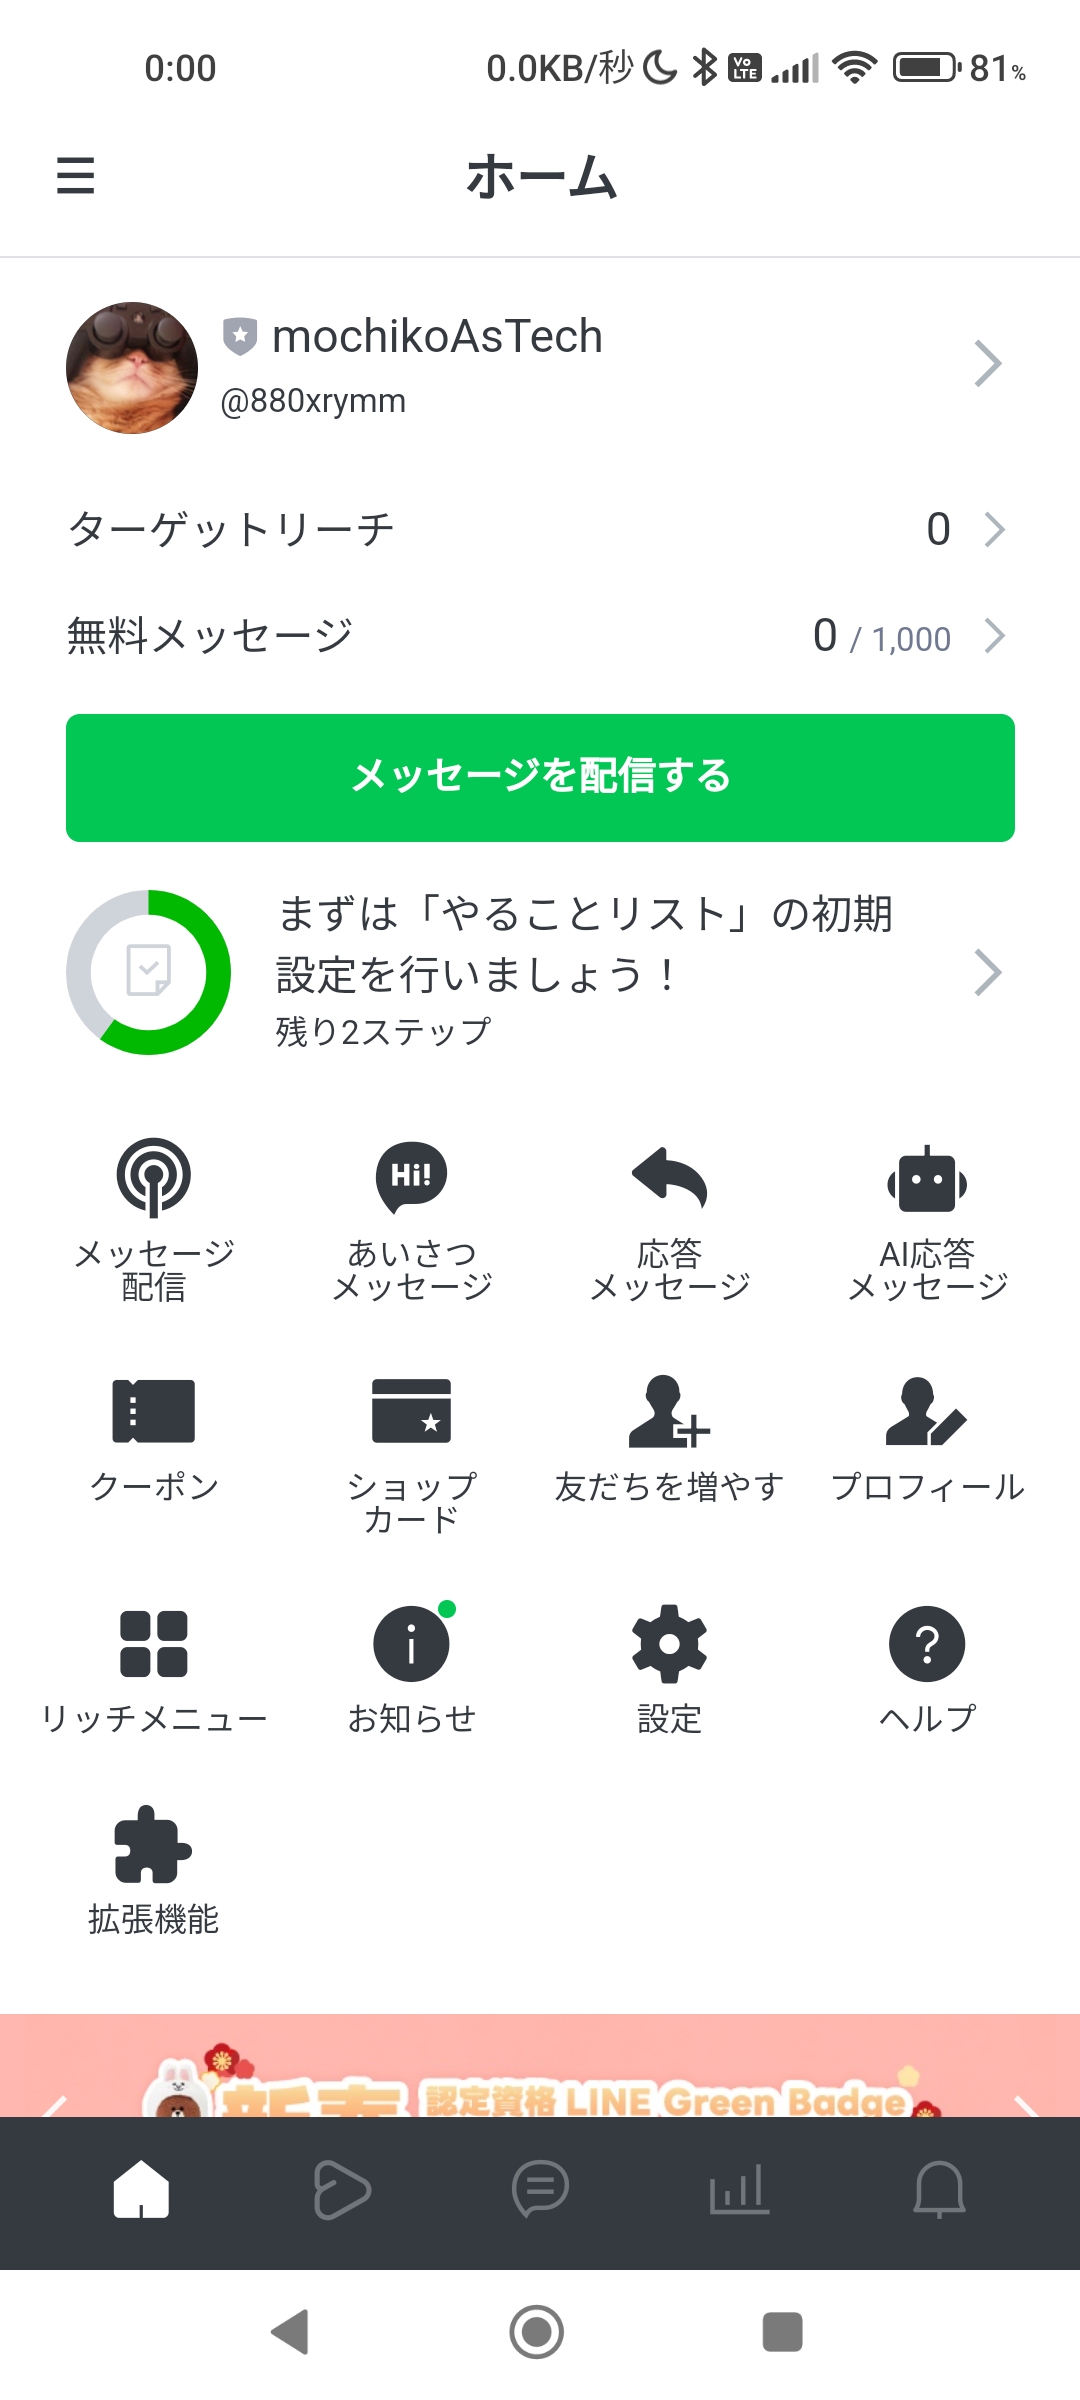 0:00 0.0KB/秒 Vo LTE 81%
ホーム
mochikoAsTech
@880xrymm
ターゲットリーチ 0
無料メッセージ 0 / 1,000
メッセージを配信する
まずは「やることリスト」の初期
設定を行いましょう！
残り2ステップ
Hi!
メッセージ
配信
あいさつ
メッセージ
応答
メッセージ
AI応答
メッセージ
クーポン
ショップ
カード
友だちを増やす
プロフィール
リッチメニュー
お知らせ
設定
ヘルプ
拡張機能
新春 認定資格 LINE Green Badge